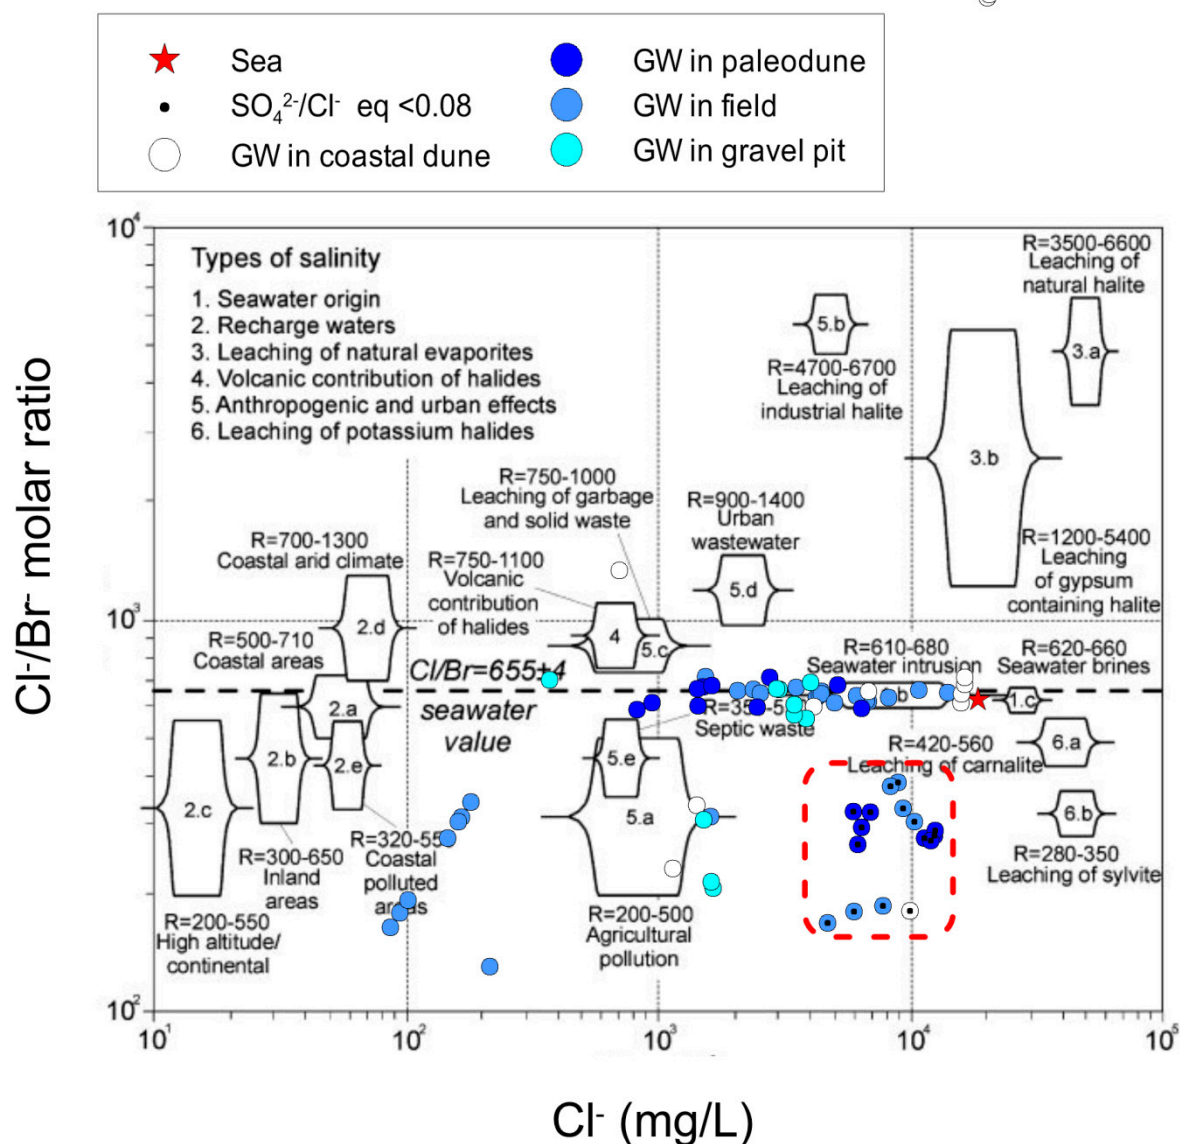 Sea
SO₄²⁻/Cl⁻ eq <0.08
GW in coastal dune
GW in paleodune
GW in field
GW in gravel pit
Cl⁻/Br⁻ molar ratio
10⁴
10³
10²
Types of salinity
1. Seawater origin
2. Recharge waters
3. Leaching of natural evaporites
4. Volcanic contribution of halides
5. Anthropogenic and urban effects
6. Leaching of potassium halides
R=3500-6600
Leaching of
natural halite
3.a
5.b
R=4700-6700
Leaching of
industrial halite
3.b
R=1200-5400
Leaching
of gypsum
containing halite
R=750-1000
Leaching of garbage
and solid waste
R=900-1400
Urban
wastewater
5.d
R=700-1300
Coastal arid climate
2.d
R=750-1100
Volcanic
contribution
of halides
4
5.c
R=500-710
Coastal areas
2.a
Cl/Br=655±4
seawater
value
R=610-680
Seawater intrusion
b
R=620-660
Seawater brines
1.c
R=35
Septic waste
5.e
2.b
2.e
2.c
5.a
R=420-560
Leaching of carnalite
6.a
6.b
R=280-350
Leaching of sylvite
R=320-55
Coastal
polluted
areas
R=300-650
Inland
areas
R=200-550
High altitude/
continental
R=200-500
Agricultural
pollution
10¹
10²
10³
10⁴
10⁵
Cl⁻ (mg/L)